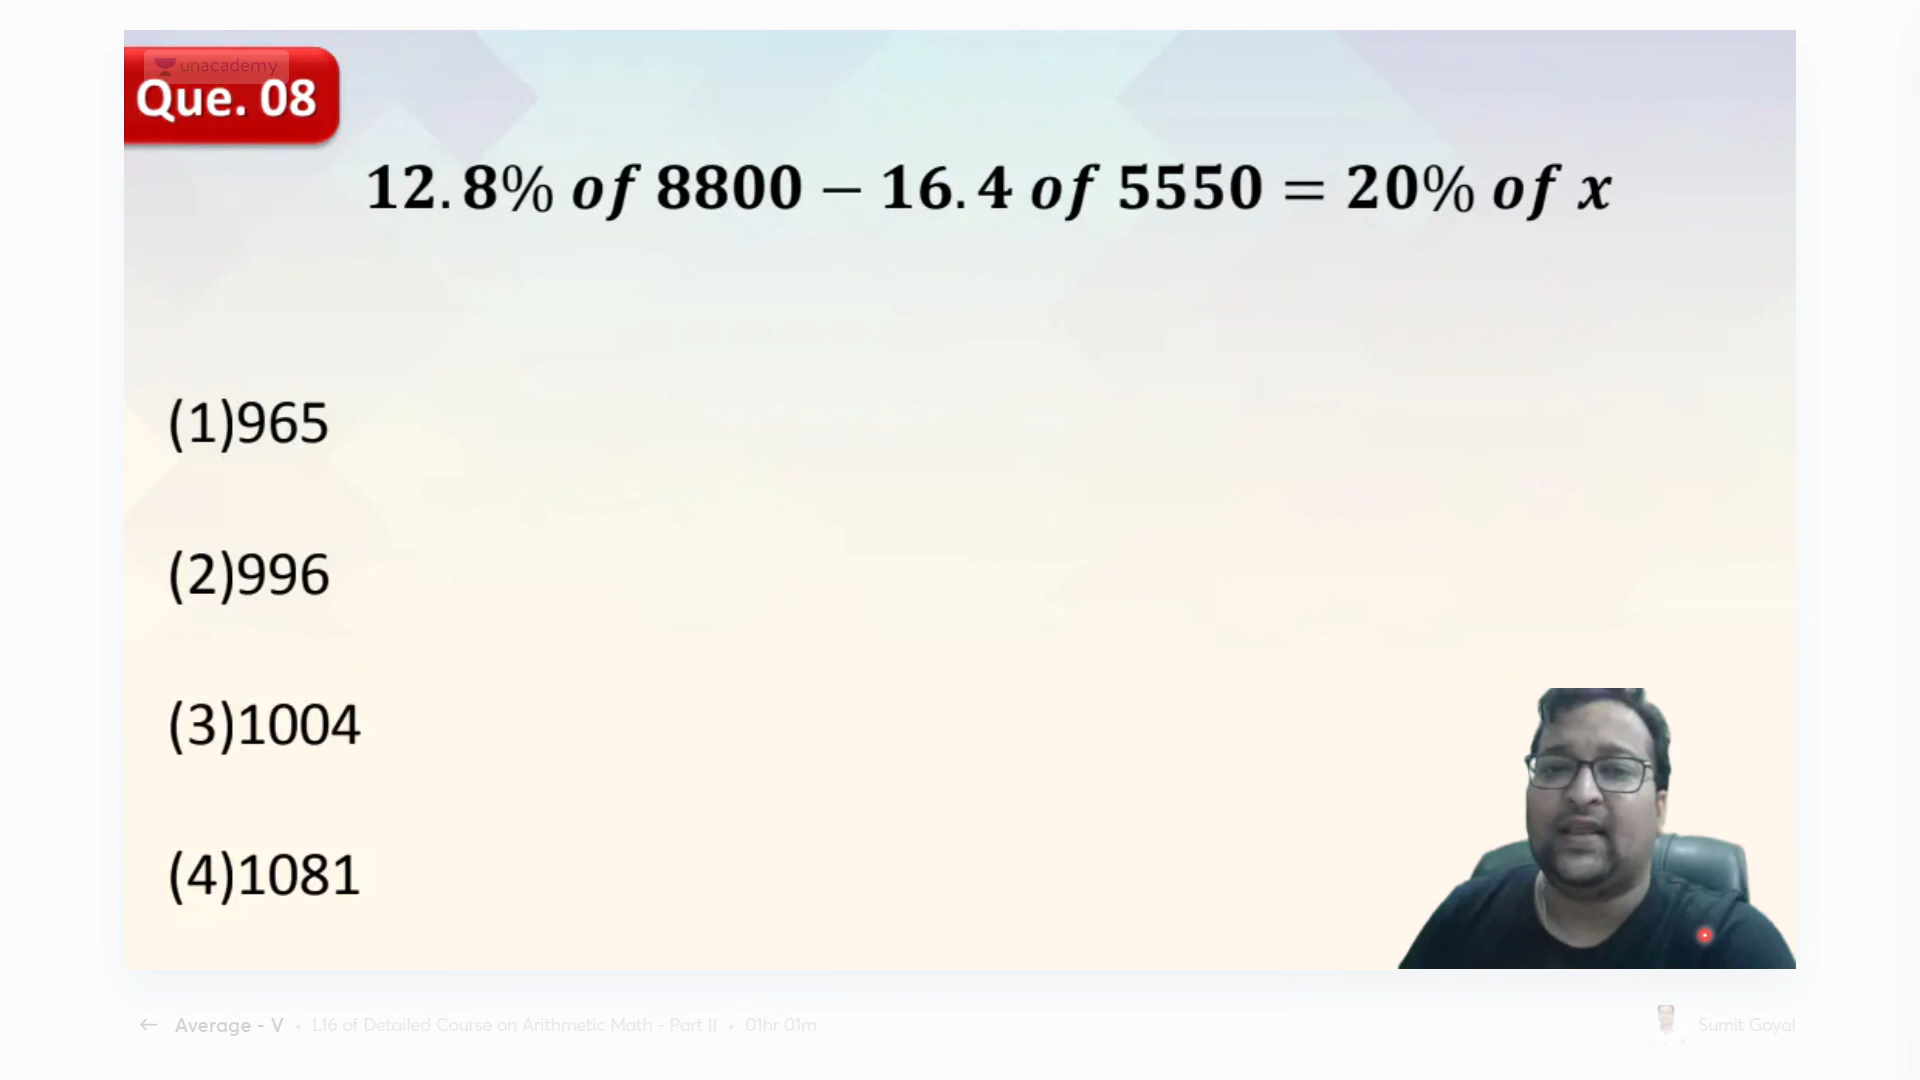 unacademy
Que. 08
12.8% of 8800 − 16.4 of 5550 = 20% of x
(1)965
(2)996
(3)1004
(4)1081
← Average - V • L16 of Detailed Course on Arithmetic Math - Part II • 01hr 01m
Sumit Goyal